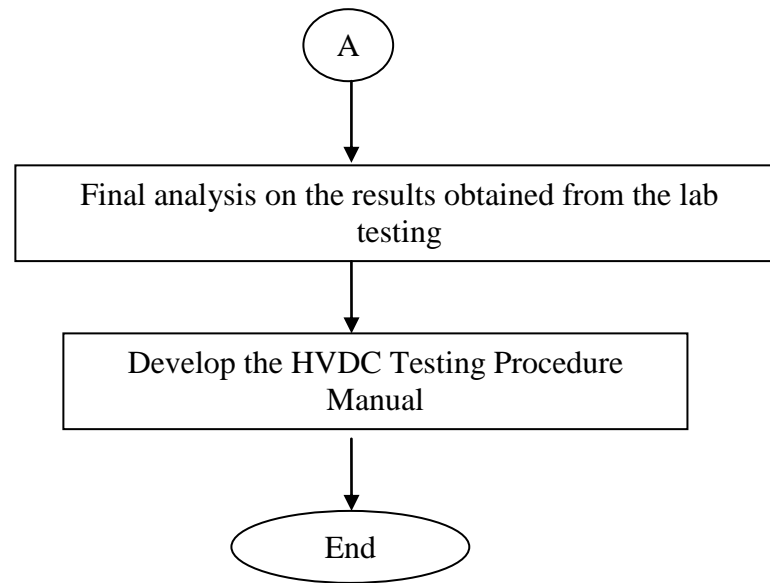 A
Final analysis on the results obtained from the lab
testing
Develop the HVDC Testing Procedure
Manual
End